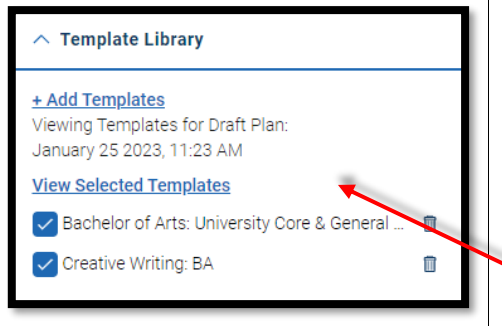 Template Library
+ Add Templates
Viewing Templates for Draft Plan:
January 25 2023, 11:23 AM
View Selected Templates
Bachelor of Arts: University Core & General ...
Creative Writing: BA